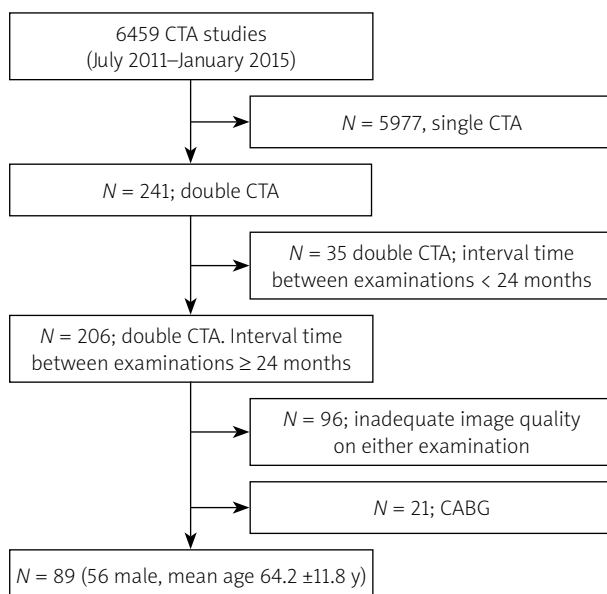 6459 CTA studies
(July 2011–January 2015)
N = 5977, single CTA
N = 241; double CTA
N = 35 double CTA; interval time
between examinations < 24 months
N = 206; double CTA. Interval time
between examinations ≥ 24 months
N = 96; inadequate image quality
on either examination
N = 21; CABG
N = 89 (56 male, mean age 64.2 ±11.8 y)